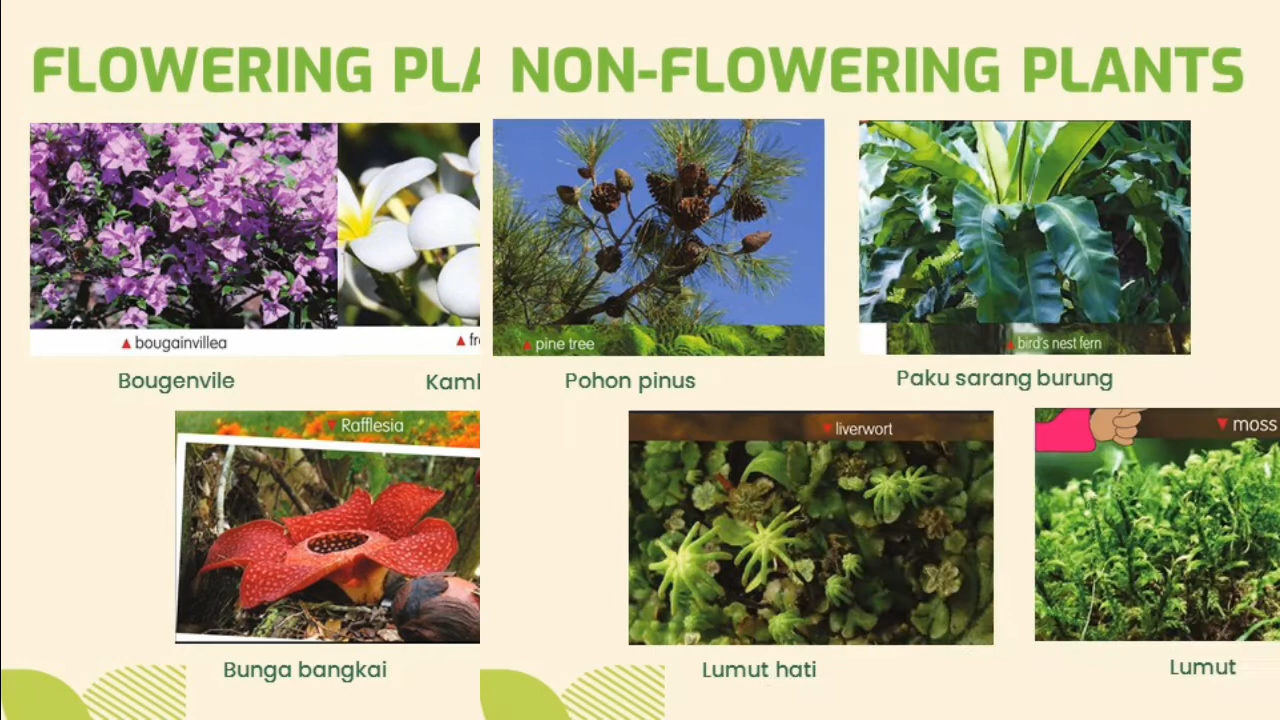 FLOWERING PLA
NON-FLOWERING PLANTS
bougainvillea
fr
pine tree
bird's nest fern
Bougenvile
Kaml
Pohon pinus
Paku sarang burung
Rafflesia
liverwort
moss
Bunga bangkai
Lumut hati
Lumut